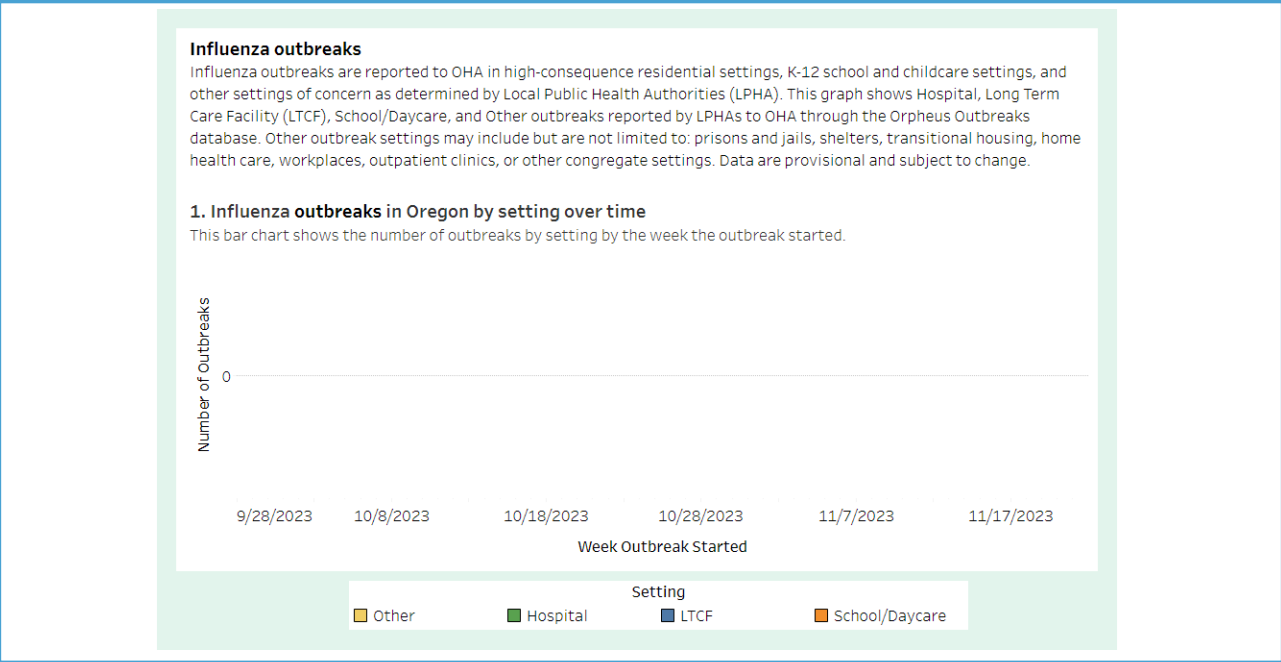 Influenza outbreaks
Influenza outbreaks are reported to OHA in high-consequence residential settings, K-12 school and childcare settings, and
other settings of concern as determined by Local Public Health Authorities (LPHA). This graph shows Hospital, Long Term
Care Facility (LTCF), School/Daycare, and Other outbreaks reported by LPHAs to OHA through the Orpheus Outbreaks
database. Other outbreak settings may include but are not limited to: prisons and jails, shelters, transitional housing, home
health care, workplaces, outpatient clinics, or other congregate settings. Data are provisional and subject to change.
1. Influenza outbreaks in Oregon by setting over time
This bar chart shows the number of outbreaks by setting by the week the outbreak started.
Number of Outbreaks
0
9/28/2023 10/8/2023 10/18/2023 10/28/2023 11/7/2023 11/17/2023
Week Outbreak Started
Setting
Other Hospital LTCF School/Daycare